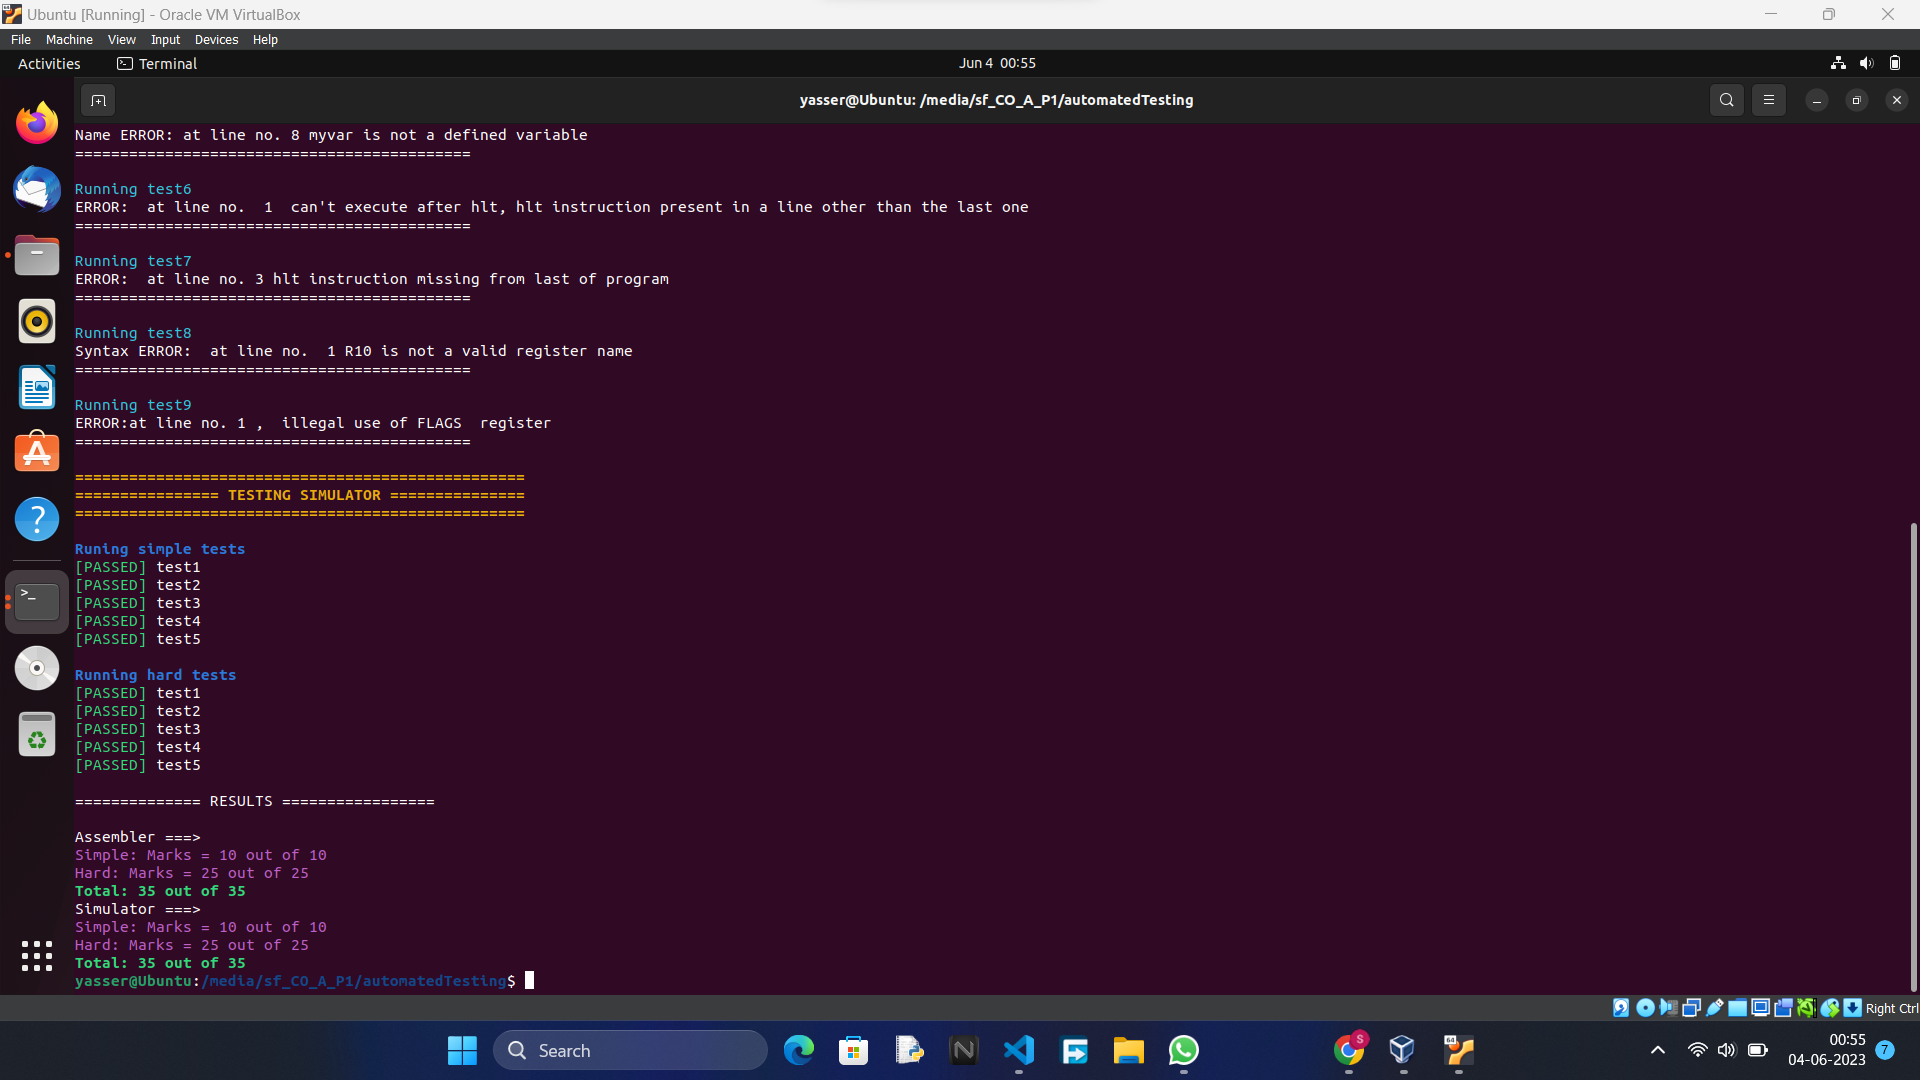 Ubuntu [Running] - Oracle VM VirtualBox
File Machine View Input Devices Help
Activities Terminal Jun 4 00:55
yasser@Ubuntu: /media/sf_CO_A_P1/automatedTesting
Name ERROR: at line no. 8 myvar is not a defined variable
============================================
Running test6
ERROR:  at line no.  1  can't execute after hlt, hlt instruction present in a line other than the last one
============================================
Running test7
ERROR:  at line no. 3 hlt instruction missing from last of program
============================================
Running test8
Syntax ERROR:  at line no.  1 R10 is not a valid register name
============================================
Running test9
ERROR:at line no. 1 ,  illegal use of FLAGS  register
============================================
==================================================
================ TESTING SIMULATOR ===============
==================================================
Runing simple tests
[PASSED] test1
[PASSED] test2
[PASSED] test3
[PASSED] test4
[PASSED] test5
Running hard tests
[PASSED] test1
[PASSED] test2
[PASSED] test3
[PASSED] test4
[PASSED] test5
============== RESULTS =================
Assembler ===>
Simple: Marks = 10 out of 10
Hard: Marks = 25 out of 25
Total: 35 out of 35
Simulator ===>
Simple: Marks = 10 out of 10
Hard: Marks = 25 out of 25
Total: 35 out of 35
yasser@Ubuntu:/media/sf_CO_A_P1/automatedTesting$
Right Ctrl
Search
S
64
00:55
04-06-2023
7